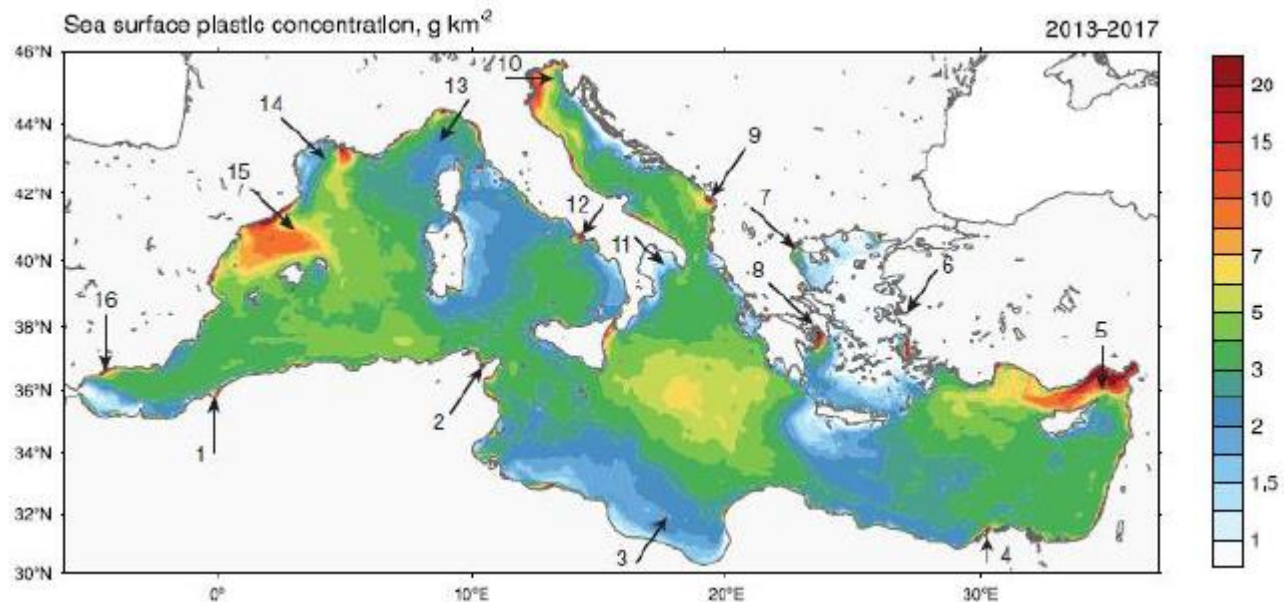 Sea surface plastic concentration, g km⁻²
2013–2017
46°N
44°N
42°N
40°N
38°N
36°N
34°N
32°N
30°N
0°
10°E
20°E
30°E
10
13
14
9
15
12
7
11
8
6
16
5
2
1
3
4
20
15
10
7
5
3
2
1,5
1